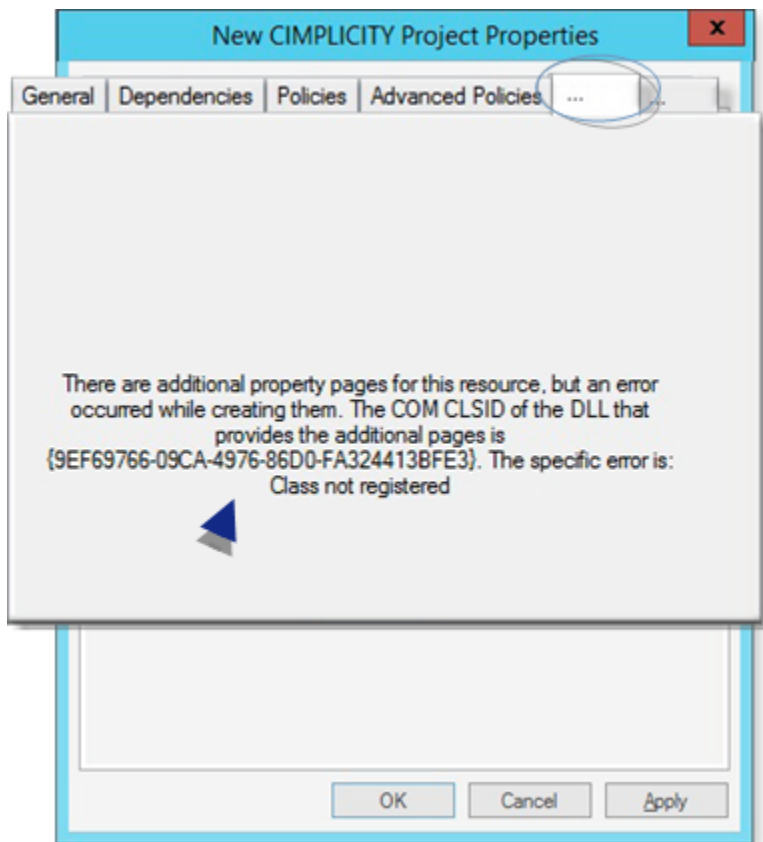 New CIMPLICITY Project Properties
x
General Dependencies Policies Advanced Policies ... ...
There are additional property pages for this resource, but an error
occurred while creating them. The COM CLSID of the DLL that
provides the additional pages is
{9EF69766-09CA-4976-86D0-FA324413BFE3}. The specific error is:
Class not registered
OK Cancel Apply